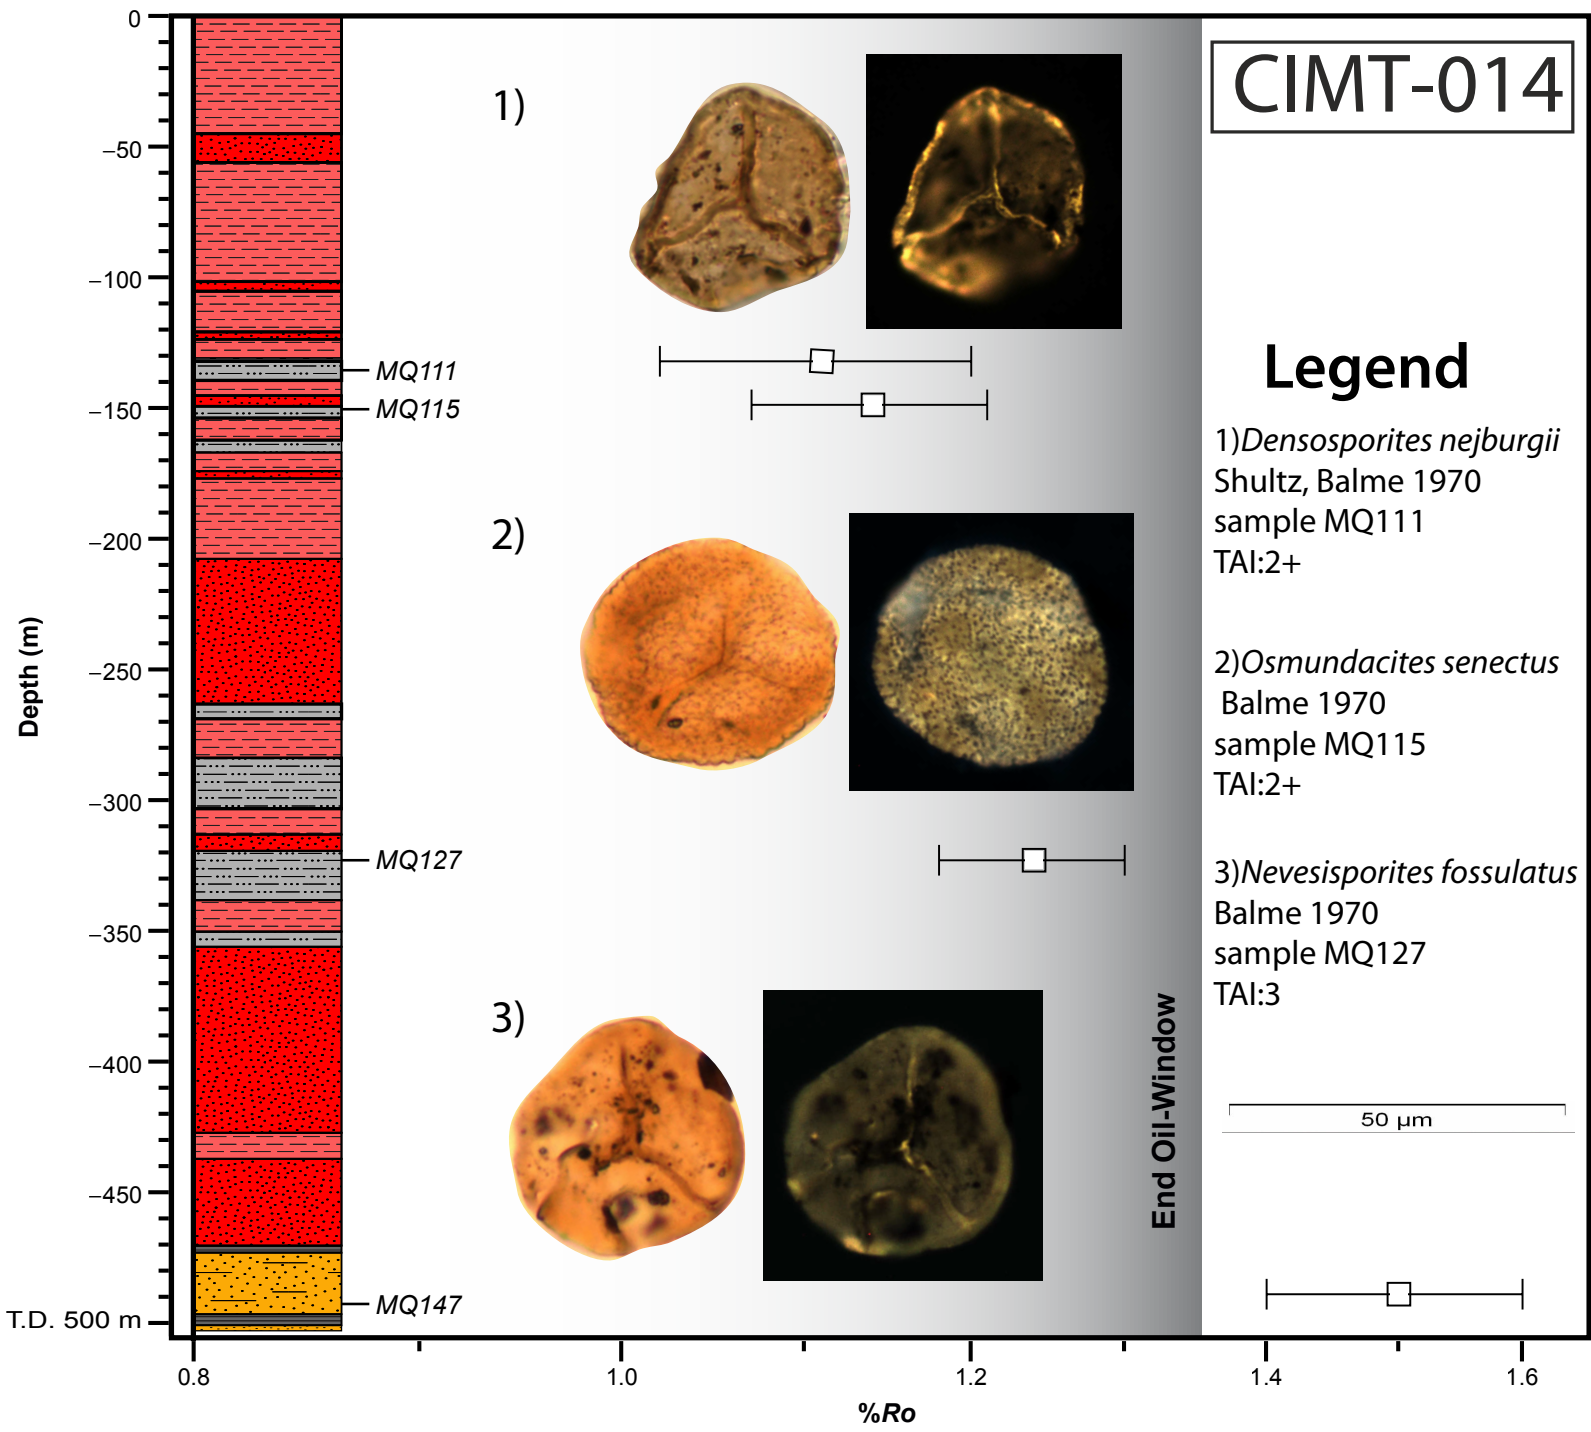 CIMT-014
0
–50
–100
–150
–200
–250
–300
–350
–400
–450
T.D. 500 m
Depth (m)
MQ111
MQ115
MQ127
MQ147
1)
2)
3)
End Oil-Window
Legend
1)Densosporites nejburgii
Shultz, Balme 1970
sample MQ111
TAI:2+
2)Osmundacites senectus
Balme 1970
sample MQ115
TAI:2+
3)Nevesisporites fossulatus
Balme 1970
sample MQ127
TAI:3
50 µm
0.8
1.0
1.2
1.4
1.6
%Ro